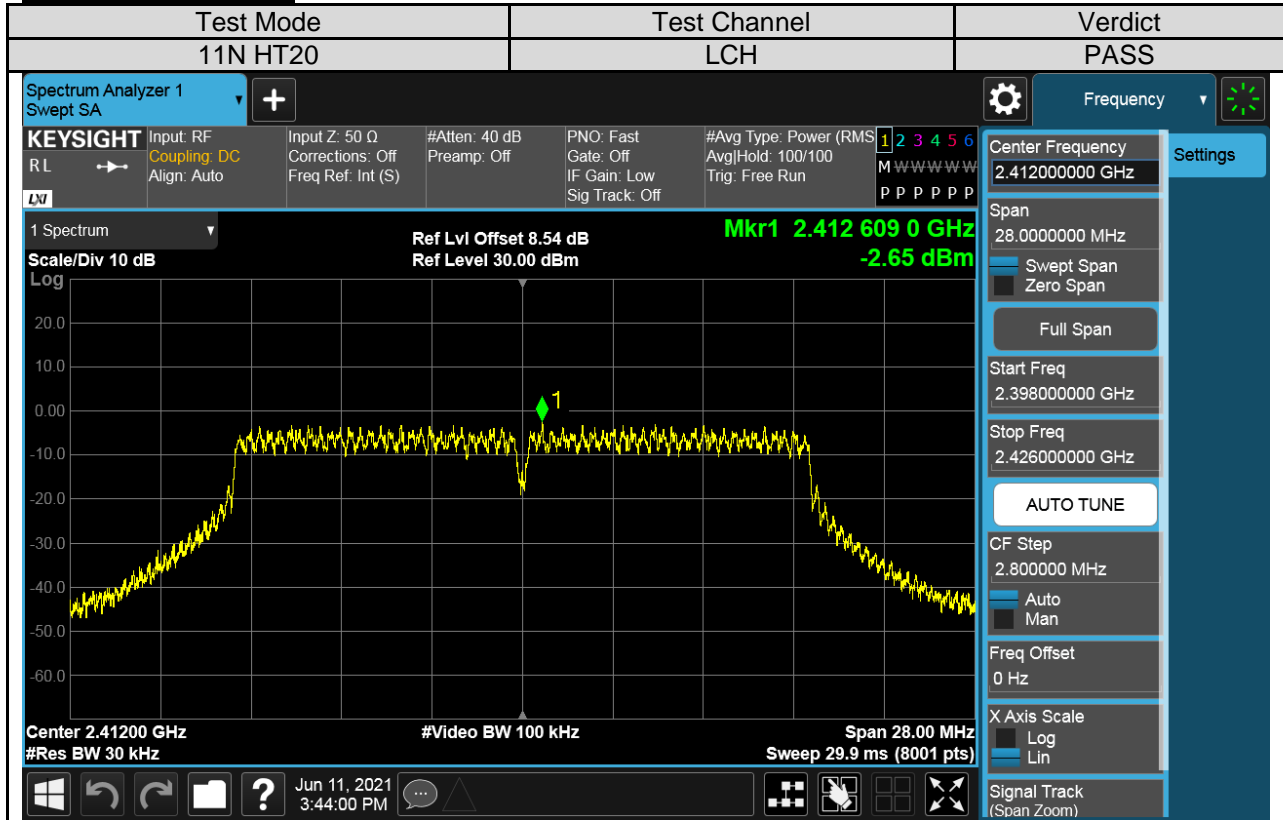 Test Mode Test Channel Verdict
11N HT20 LCH PASS
Spectrum Analyzer 1
Swept SA
+
Frequency
KEYSIGHT
R L
LXI
Input: RF
Coupling: DC
Align: Auto
Input Z: 50 Ω
Corrections: Off
Freq Ref: Int (S)
#Atten: 40 dB
Preamp: Off
PNO: Fast
Gate: Off
IF Gain: Low
Sig Track: Off
#Avg Type: Power (RMS
Avg|Hold: 100/100
Trig: Free Run
1 2 3 4 5 6
M W W W W W
P P P P P P
1 Spectrum
Scale/Div 10 dB
Log
Ref Lvl Offset 8.54 dB
Ref Level 30.00 dBm
Mkr1 2.412 609 0 GHz
-2.65 dBm
20.0
10.0
0.00
-10.0
-20.0
-30.0
-40.0
-50.0
-60.0
1
Center 2.41200 GHz
#Res BW 30 kHz
#Video BW 100 kHz
Span 28.00 MHz
Sweep 29.9 ms (8001 pts)
?
Jun 11, 2021
3:44:00 PM
Center Frequency
2.412000000 GHz
Settings
Span
28.0000000 MHz
Swept Span
Zero Span
Full Span
Start Freq
2.398000000 GHz
Stop Freq
2.426000000 GHz
AUTO TUNE
CF Step
2.800000 MHz
Auto
Man
Freq Offset
0 Hz
X Axis Scale
Log
Lin
Signal Track
(Span Zoom)